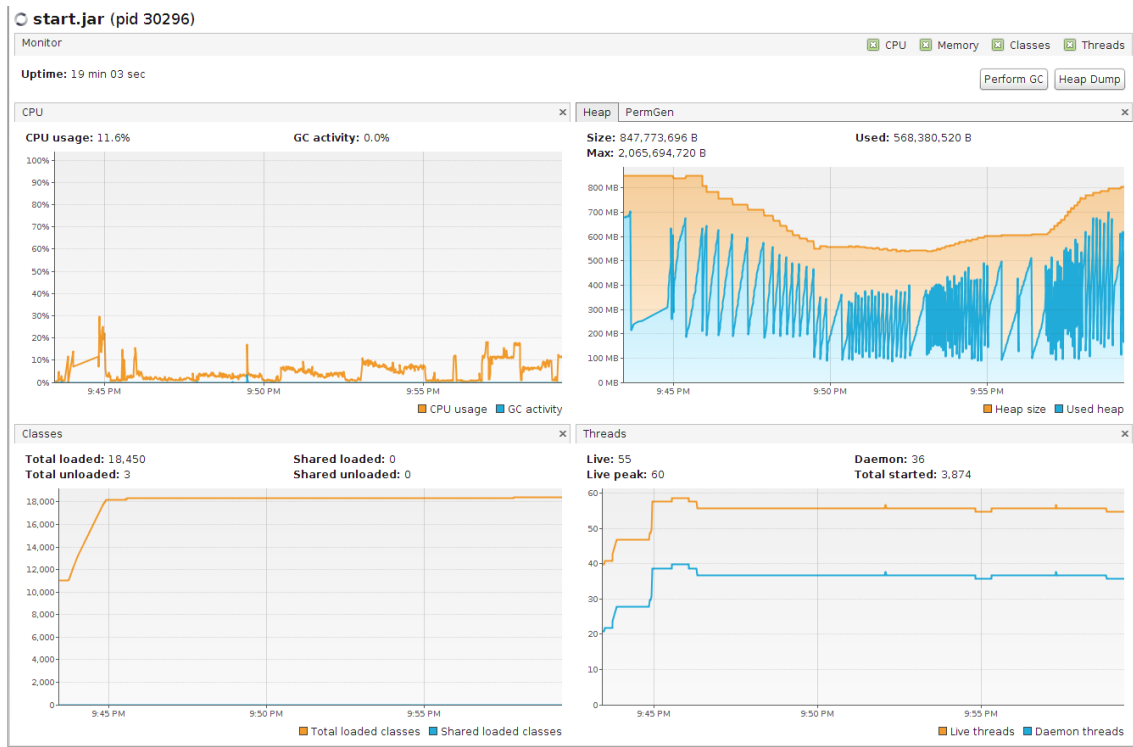 start.jar (pid 30296)
Monitor
CPU Memory Classes Threads
Uptime: 19 min 03 sec
Perform GC Heap Dump
CPU
CPU usage: 11.6% GC activity: 0.0%
100%
90%
80%
70%
60%
50%
40%
30%
20%
10%
0%
9:45 PM 9:50 PM 9:55 PM
CPU usage GC activity
Heap PermGen
Size: 847,773,696 B Used: 568,380,520 B
Max: 2,065,694,720 B
800 MB
700 MB
600 MB
500 MB
400 MB
300 MB
200 MB
100 MB
0 MB
9:45 PM 9:50 PM 9:55 PM
Heap size Used heap
Classes
Total loaded: 18,450 Shared loaded: 0
Total unloaded: 3 Shared unloaded: 0
18,000
16,000
14,000
12,000
10,000
8,000
6,000
4,000
2,000
0
9:45 PM 9:50 PM 9:55 PM
Total loaded classes Shared loaded classes
Threads
Live: 55 Daemon: 36
Live peak: 60 Total started: 3,874
60
50
40
30
20
10
0
9:45 PM 9:50 PM 9:55 PM
Live threads Daemon threads